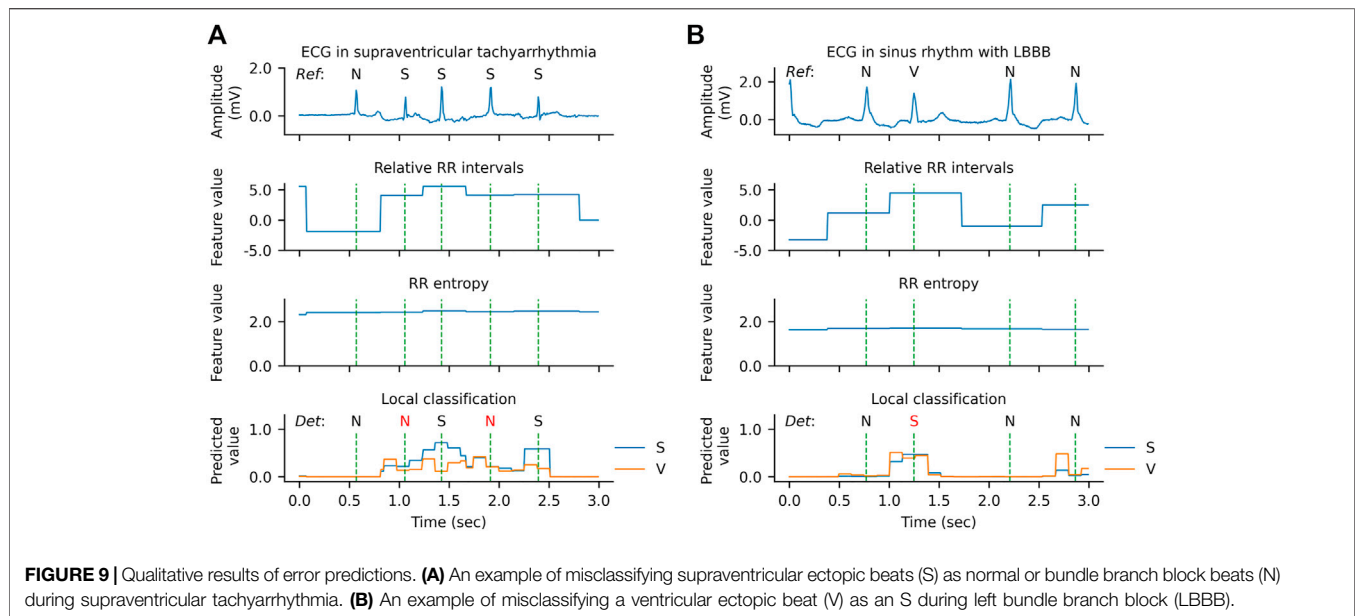 A
ECG in supraventricular tachyarrhythmia
Ref: N S S S S
2.0
0.0
Amplitude
(mV)
Relative RR intervals
5.0
0.0
-5.0
Feature value
RR entropy
2.0
0.0
Feature value
Local classification
Det: N N S N S
1.0
0.0
Predicted
value
S
V
0.0 0.5 1.0 1.5 2.0 2.5 3.0
Time (sec)
B
ECG in sinus rhythm with LBBB
Ref: N V N N
2.0
0.0
Amplitude
(mV)
Relative RR intervals
5.0
0.0
-5.0
Feature value
RR entropy
2.0
0.0
Feature value
Local classification
Det: N S N N
1.0
0.0
Predicted
value
S
V
0.0 0.5 1.0 1.5 2.0 2.5 3.0
Time (sec)
FIGURE 9 | Qualitative results of error predictions. (A) An example of misclassifying supraventricular ectopic beats (S) as normal or bundle branch block beats (N)
during supraventricular tachyarrhythmia. (B) An example of misclassifying a ventricular ectopic beat (V) as an S during left bundle branch block (LBBB).